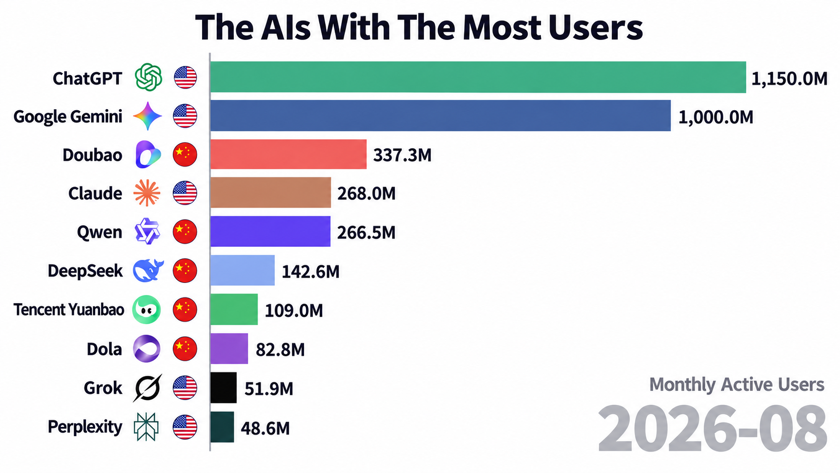 The AIs With The Most Users
ChatGPT 1,150.0M
Google Gemini 1,000.0M
Doubao 337.3M
Claude 268.0M
Qwen 266.5M
DeepSeek 142.6M
Tencent Yuanbao 109.0M
Dola 82.8M
Grok 51.9M
Perplexity 48.6M
Monthly Active Users
2026-08